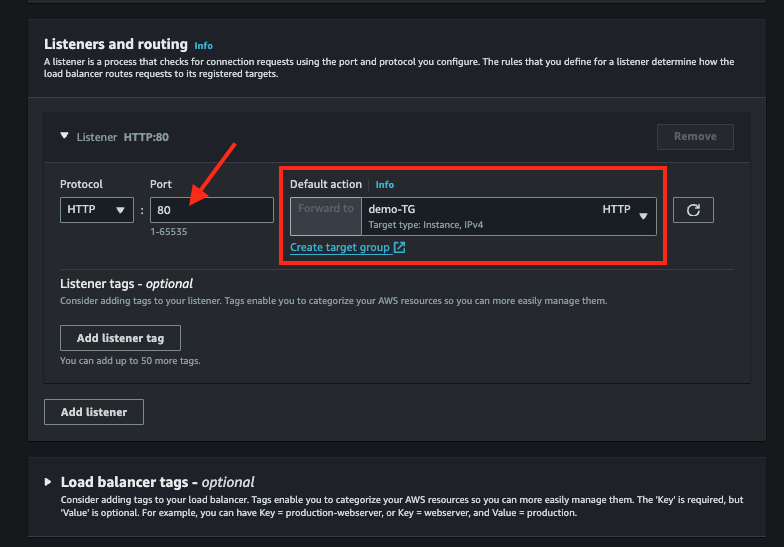 Listeners and routing Info
A listener is a process that checks for connection requests using the port and protocol you configure. The rules that you define for a listener determine how the
load balancer routes requests to its registered targets.
Listener HTTP:80
Remove
Protocol
Port
Default action Info
HTTP : 80
Forward to demo-TG HTTP
Target type: Instance, IPv4
1-65535
Create target group
Listener tags - optional
Consider adding tags to your listener. Tags enable you to categorize your AWS resources so you can more easily manage them.
Add listener tag
You can add up to 50 more tags.
Add listener
Load balancer tags - optional
Consider adding tags to your load balancer. Tags enable you to categorize your AWS resources so you can more easily manage them. The 'Key' is required, but
'Value' is optional. For example, you can have Key = production-webserver, or Key = webserver, and Value = production.